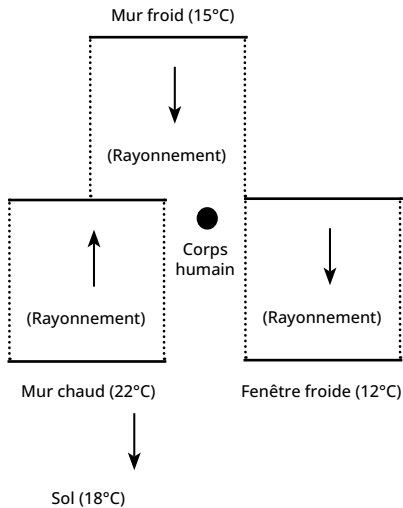 Mur froid (15°C)
(Rayonnement)
Corps
humain
(Rayonnement)
(Rayonnement)
Mur chaud (22°C)
Fenêtre froide (12°C)
Sol (18°C)